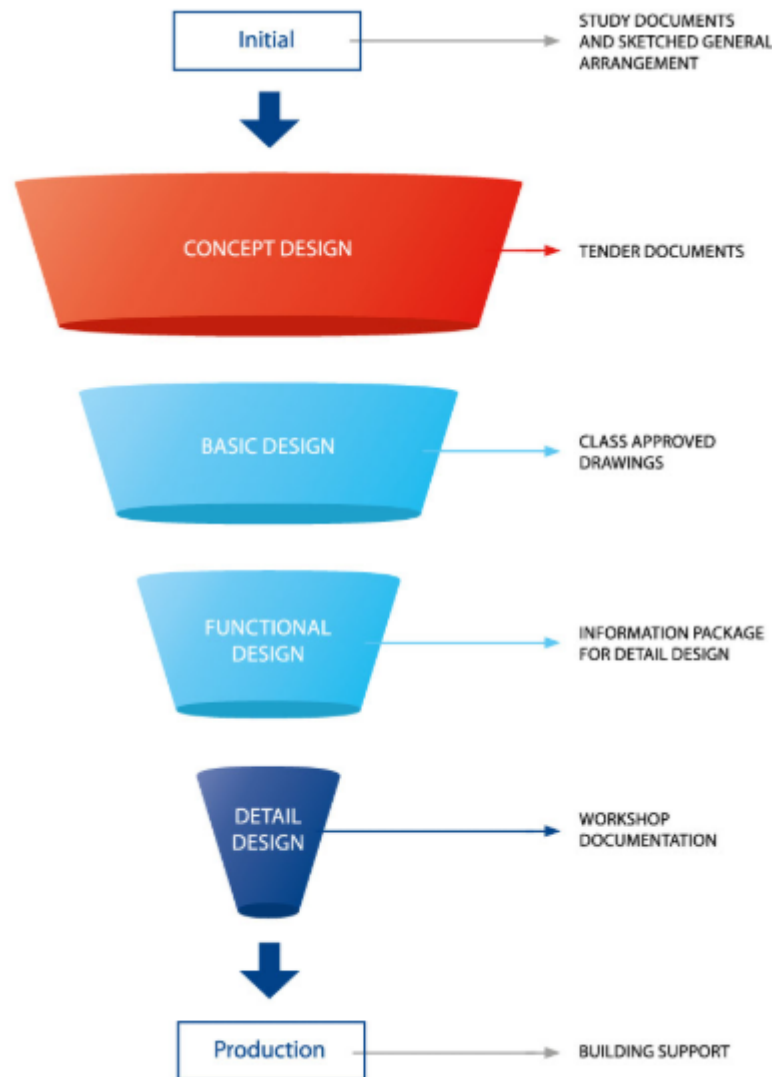 Initial
STUDY DOCUMENTS
AND SKETCHED GENERAL
ARRANGEMENT
CONCEPT DESIGN
TENDER DOCUMENTS
BASIC DESIGN
CLASS APPROVED
DRAWINGS
FUNCTIONAL
DESIGN
INFORMATION PACKAGE
FOR DETAIL DESIGN
DETAIL
DESIGN
WORKSHOP
DOCUMENTATION
Production
BUILDING SUPPORT